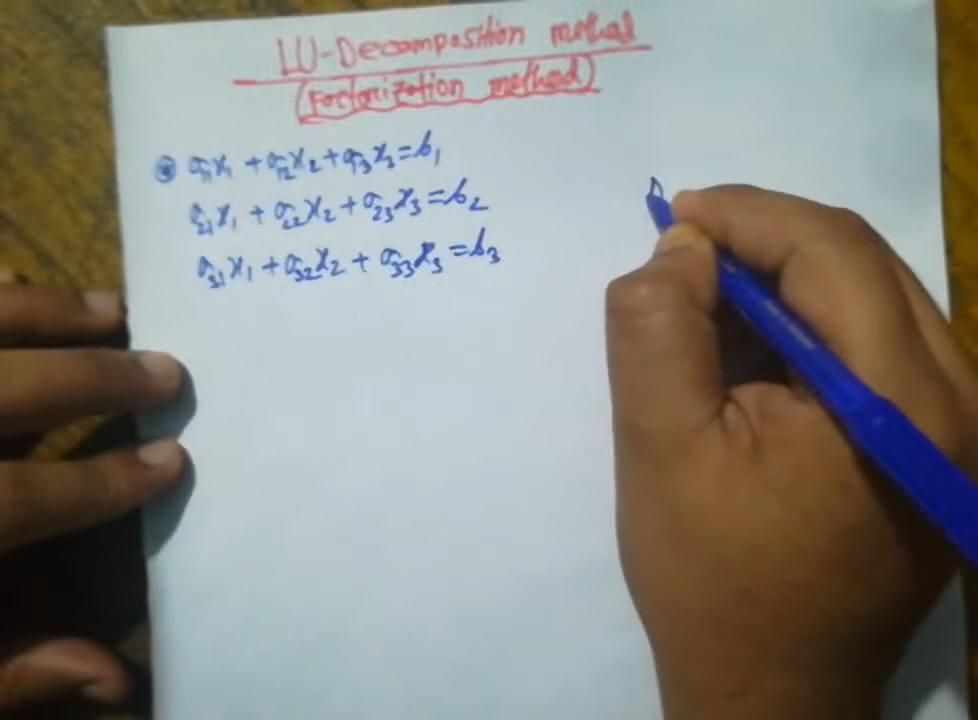 LU-Decomposition method
(Factorization method)
a₁₁x₁ + a₁₂x₂ + a₁₃x₃ = b₁
a₂₁x₁ + a₂₂x₂ + a₂₃x₃ = b₂
a₃₁x₁ + a₃₂x₂ + a₃₃x₃ = b₃